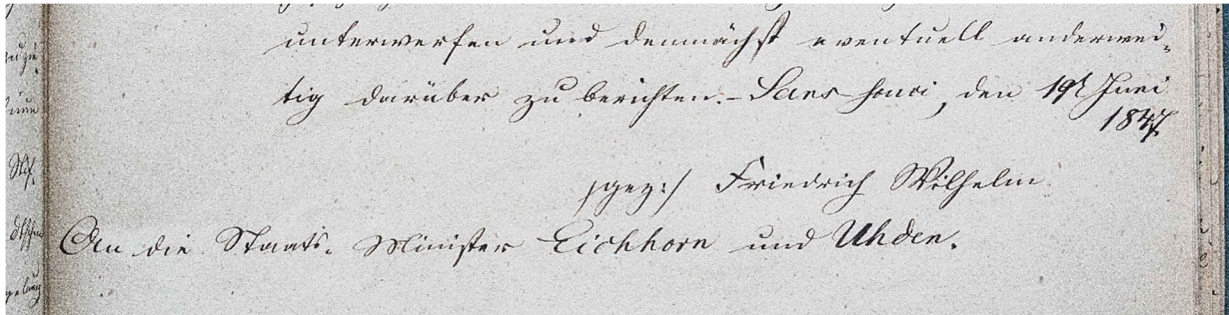 unterwerfen und demnächst eventuell anderwei-
tig darüber zu berichten. – Sans-souci, den 19t Juni
1847.
/gez:/ Friedrich Wilhelm.
An die Staats-Minister Eichhorn und Uhden.